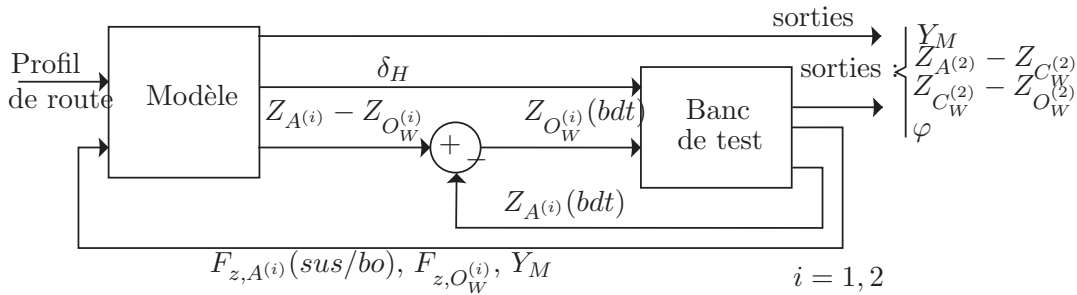 sorties
Profil
de route
Modèle
δ_H
Z_{A^{(i)}} − Z_{O_W^{(i)}}
Z_{O_W^{(i)}}(bdt)
+
−
Banc
de test
sorties :
Y_M
Z_{A^{(2)}} − Z_{C_W^{(2)}}
Z_{C_W^{(2)}} − Z_{O_W^{(2)}}
φ
Z_{A^{(i)}}(bdt)
F_{z,A^{(i)}}(sus/bo), F_{z,O_W^{(i)}}, Y_M
i = 1, 2